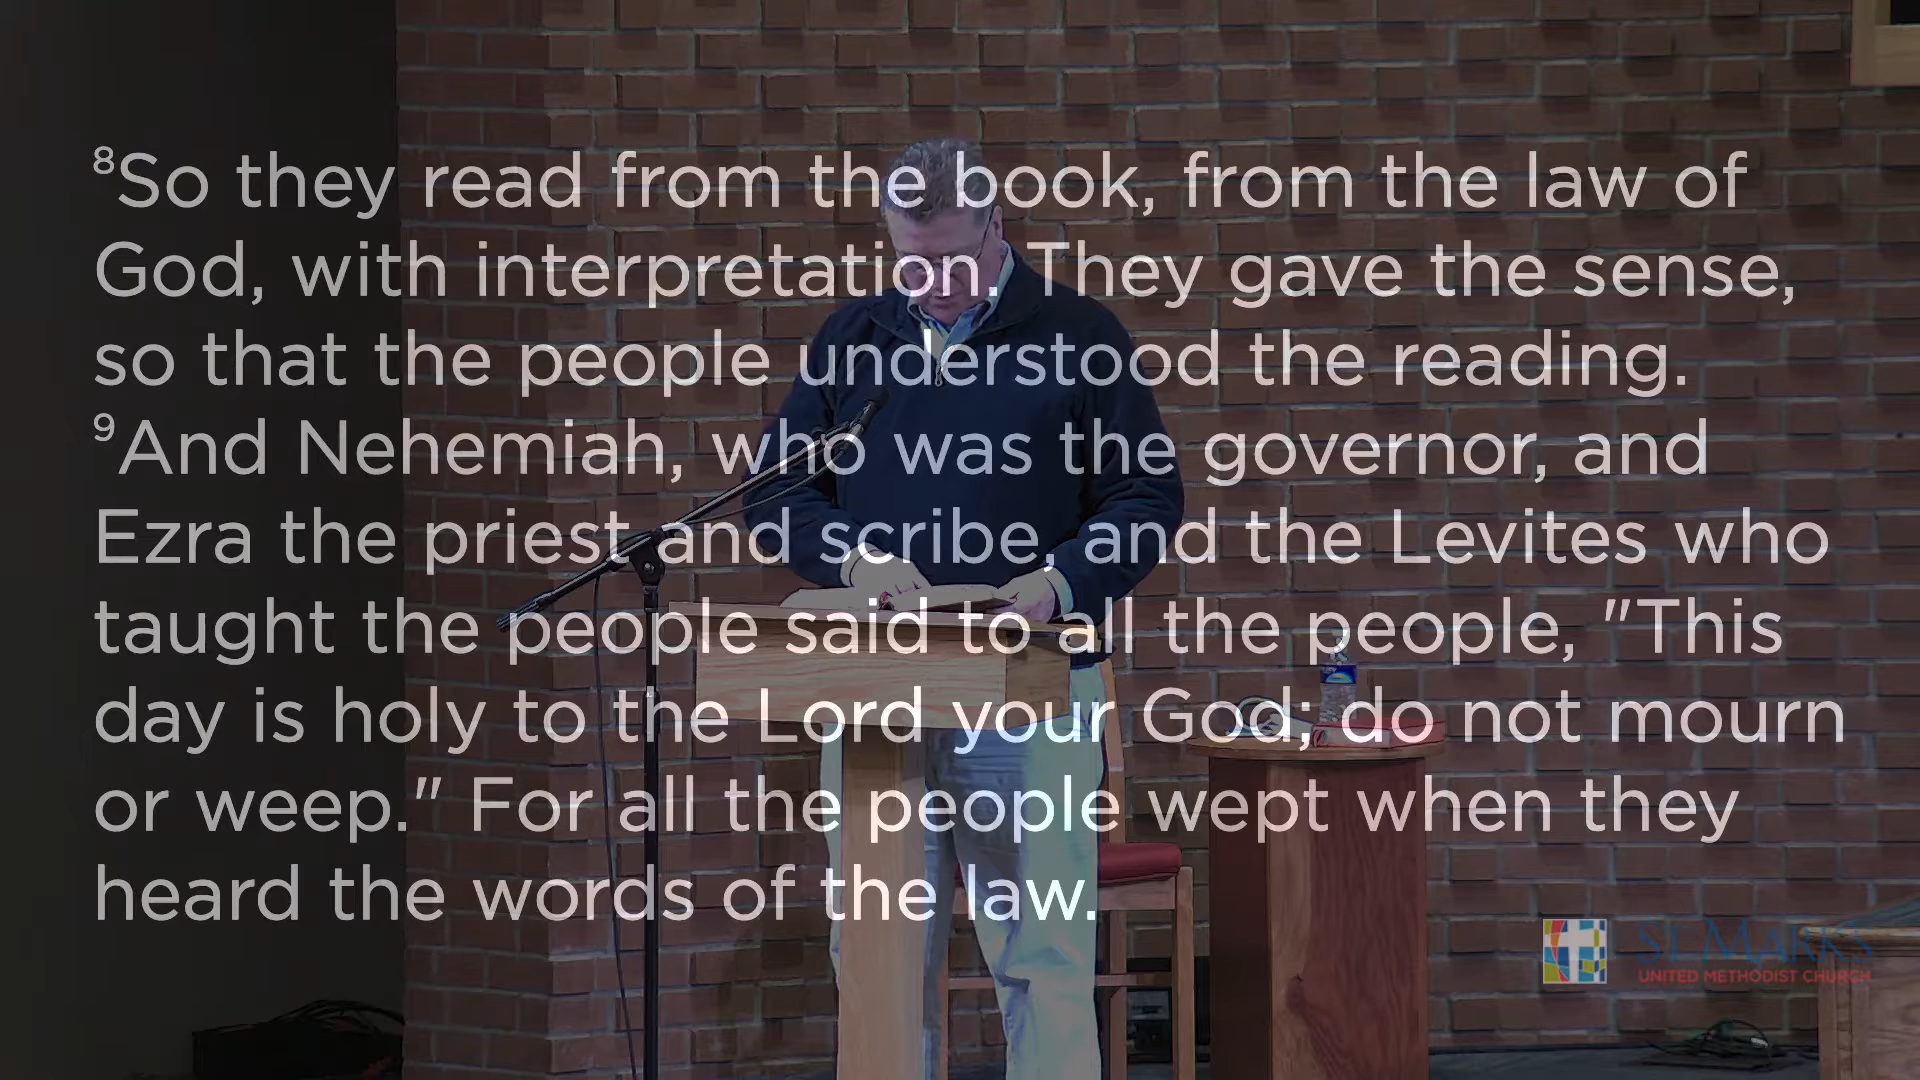 ⁸So they read from the book, from the law of
God, with interpretation. They gave the sense,
so that the people understood the reading.
⁹And Nehemiah, who was the governor, and
Ezra the priest and scribe, and the Levites who
taught the people said to all the people, "This
day is holy to the Lord your God; do not mourn
or weep." For all the people wept when they
heard the words of the law.
ST. MARK'S
UNITED METHODIST CHURCH